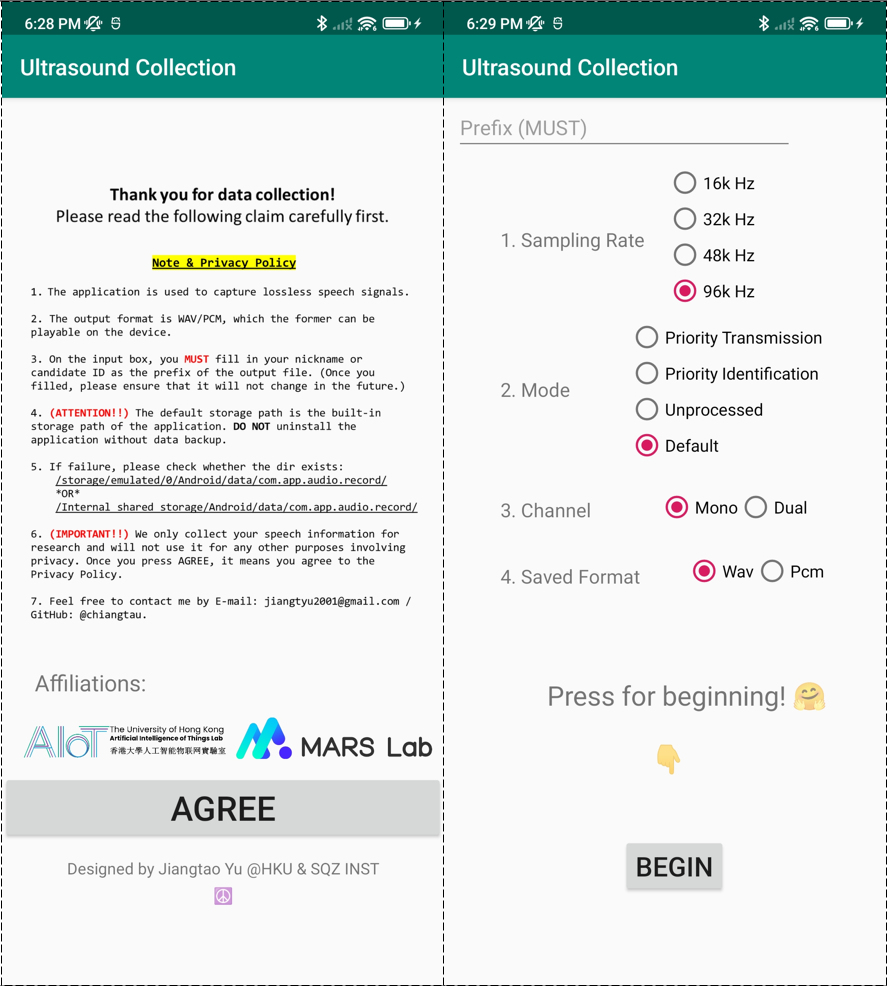 6:28 PM
Ultrasound Collection
Thank you for data collection!
Please read the following claim carefully first.
Note & Privacy Policy
1. The application is used to capture lossless speech signals.
2. The output format is WAV/PCM, which the former can be
playable on the device.
3. On the input box, you MUST fill in your nickname or
candidate ID as the prefix of the output file. (Once you
filled, please ensure that it will not change in the future.)
4. (ATTENTION!!) The default storage path is the built-in
storage path of the application. DO NOT uninstall the
application without data backup.
5. If failure, please check whether the dir exists:
/storage/emulated/0/Android/data/com.app.audio.record/
*OR*
/Internal shared storage/Android/data/com.app.audio.record/
6. (IMPORTANT!!) We only collect your speech information for
research and will not use it for any other purposes involving
privacy. Once you press AGREE, it means you agree to the
Privacy Policy.
7. Feel free to contact me by E-mail: jiangtyu2001@gmail.com /
GitHub: @chiangtau.
Affiliations:
AIoT
The University of Hong Kong
Artificial Intelligence of Things Lab
香港大學人工智能物联网實驗室
MARS Lab
AGREE
Designed by Jiangtao Yu @HKU & SQZ INST
6:29 PM
Ultrasound Collection
Prefix (MUST)
1. Sampling Rate
16k Hz
32k Hz
48k Hz
96k Hz
2. Mode
Priority Transmission
Priority Identification
Unprocessed
Default
3. Channel
Mono
Dual
4. Saved Format
Wav
Pcm
Press for beginning! 🤗
👇
BEGIN